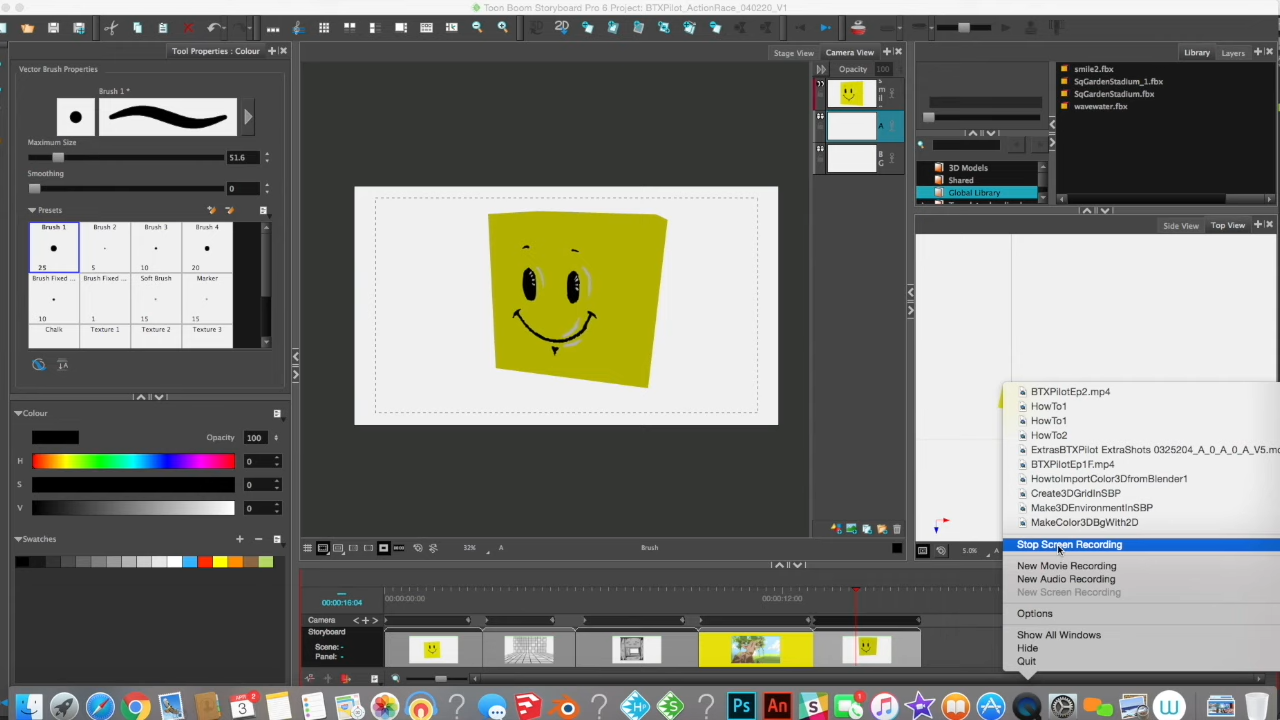 Toon Boom Storyboard Pro 6 Project: BTXPilot_ActionRace_040220_V1
Tool Properties : Colour
Vector Brush Properties
Brush 1 *
Maximum Size
51.6
Smoothing
0
Presets
Brush 1 Brush 2 Brush 3 Brush 4
25 5 10 20
Brush Fixed ... Brush Fixed ... Soft Brush Marker
10 1 15 15
Chalk Texture 1 Texture 2 Texture 3
Colour
Opacity 100
H 0
S 0
V 0
Swatches
Stage View Camera View
Opacity 100
s
m
i
l
A
B
G
32% A Brush
Library Layers
smile2.fbx
SqGardenStadium_1.fbx
SqGardenStadium.fbx
wavewater.fbx
3D Models
Shared
Global Library
Side View Top View
5.0% A
BTXPilotEp2.mp4
HowTo1
HowTo1
HowTo2
ExtrasBTXPilot ExtraShots 0325204_A_0_A_0_A_V5.mo
BTXPilotEp1F.mp4
HowtoImportColor3DfromBlender1
Create3DGridInSBP
Make3DEnvironmentInSBP
MakeColor3DBgWith2D
Stop Screen Recording
New Movie Recording
New Audio Recording
New Screen Recording
Options
Show All Windows
Hide
Quit
00:00:16:04
00:00:00:00 00:00:12:00
Camera
Storyboard
Scene: -
Panel: -
APR
3
Ps An
1
W